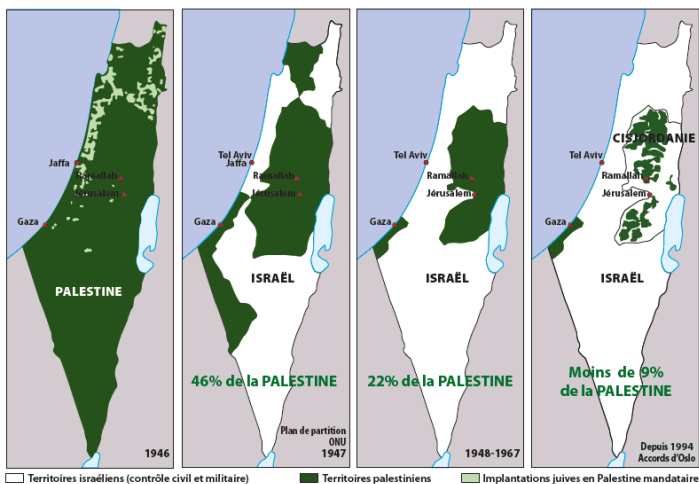 Jaffa
Ramallah
Jérusalem
Gaza
PALESTINE
1946
Tel Aviv
Jaffa
Ramallah
Jérusalem
Gaza
ISRAËL
46% de la PALESTINE
Plan de partition
ONU
1947
Tel Aviv
Ramallah
Jérusalem
Gaza
ISRAËL
22% de la PALESTINE
1948-1967
CISJORDANIE
Tel Aviv
Ramallah
Jérusalem
Gaza
ISRAËL
Moins de 9%
de la PALESTINE
Depuis 1994
Accords d'Oslo
Territoires israéliens (contrôle civil et militaire)
Territoires palestiniens
Implantations juives en Palestine mandataire